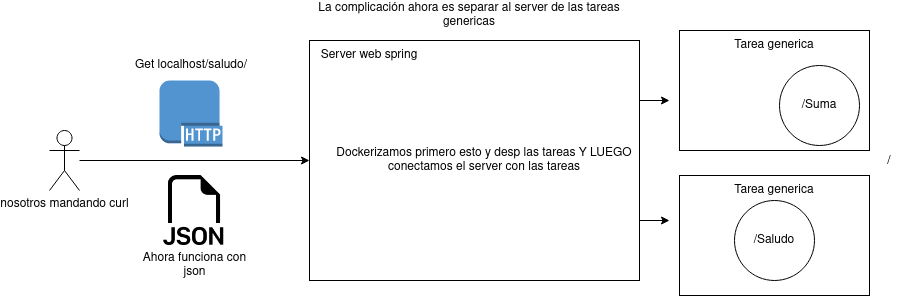 La complicación ahora es separar al server de las tareas
genericas
Get localhost/saludo/
HTTP
nosotros mandando curl
JSON
Ahora funciona con
json
Server web spring
Dockerizamos primero esto y desp las tareas Y LUEGO
conectamos el server con las tareas
Tarea generica
/Suma
/
Tarea generica
/Saludo